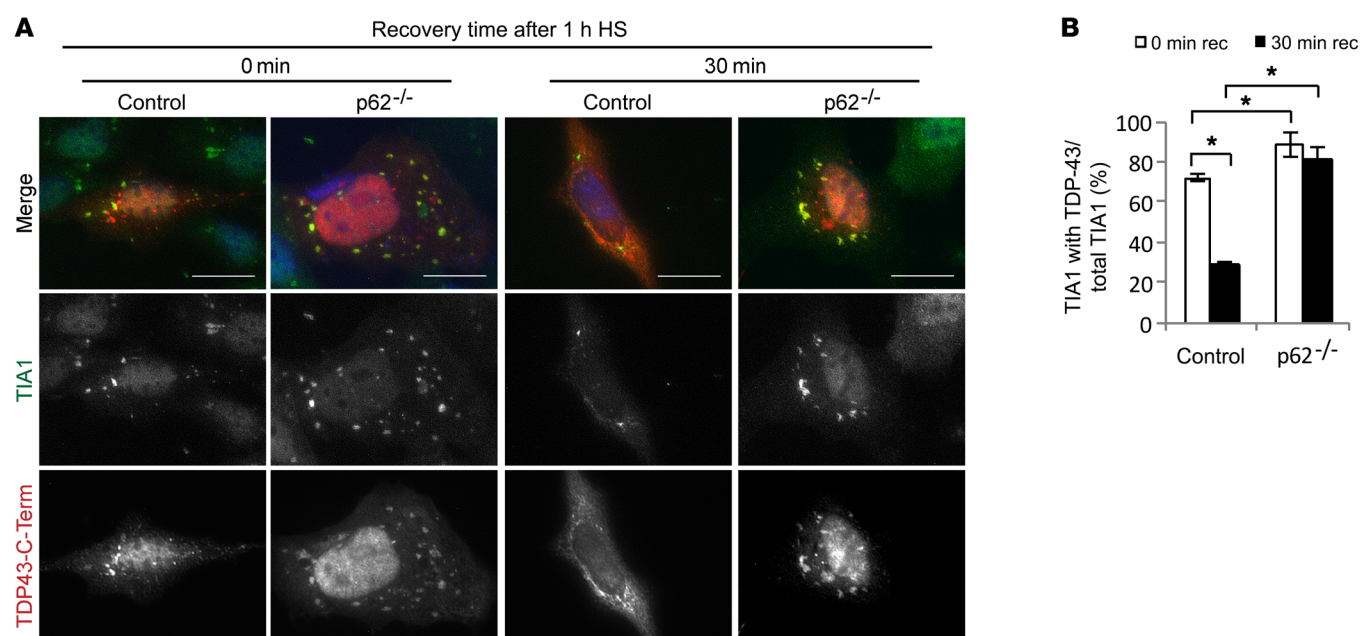 A
Recovery time after 1 h HS
0 min
30 min
Control
p62-/-
Control
p62-/-
Merge
TIA1
TDP43-C-Term
B
0 min rec
30 min rec
*
*
*
TIA1 with TDP-43/
total TIA1 (%)
100
80
60
40
20
0
Control
p62-/-